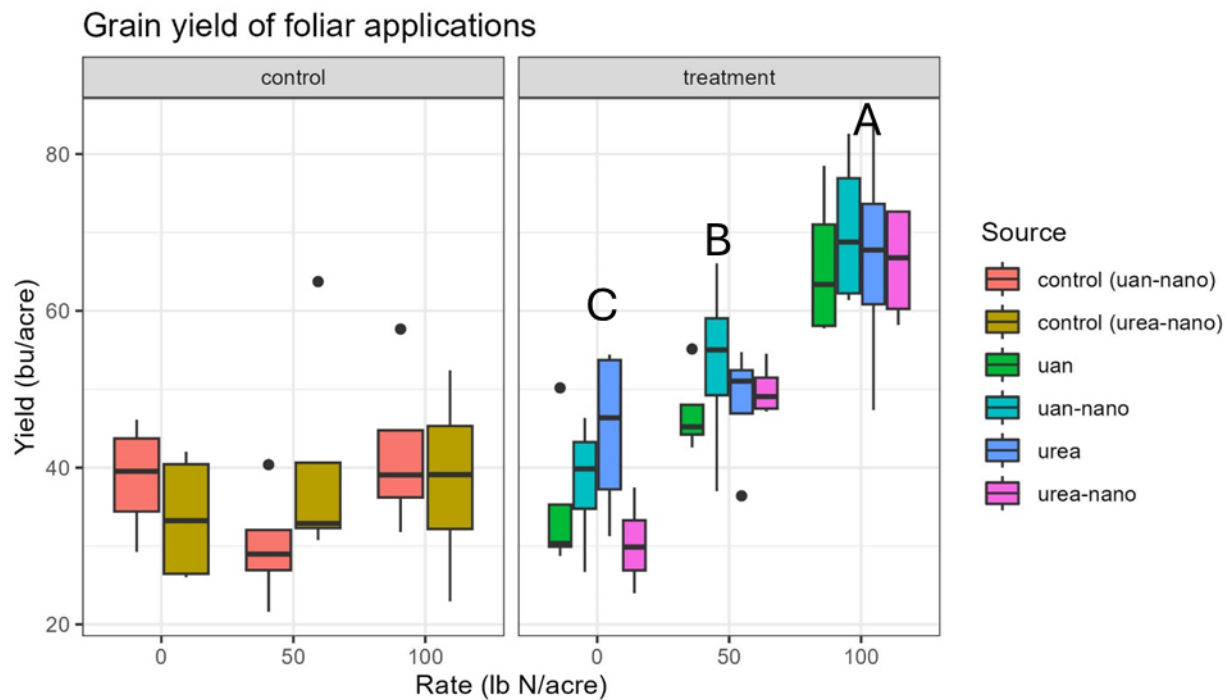 Grain yield of foliar applications
control
treatment
A
B
C
80
60
40
20
Yield (bu/acre)
0
50
100
0
50
100
Rate (lb N/acre)
Source
control (uan-nano)
control (urea-nano)
uan
uan-nano
urea
urea-nano